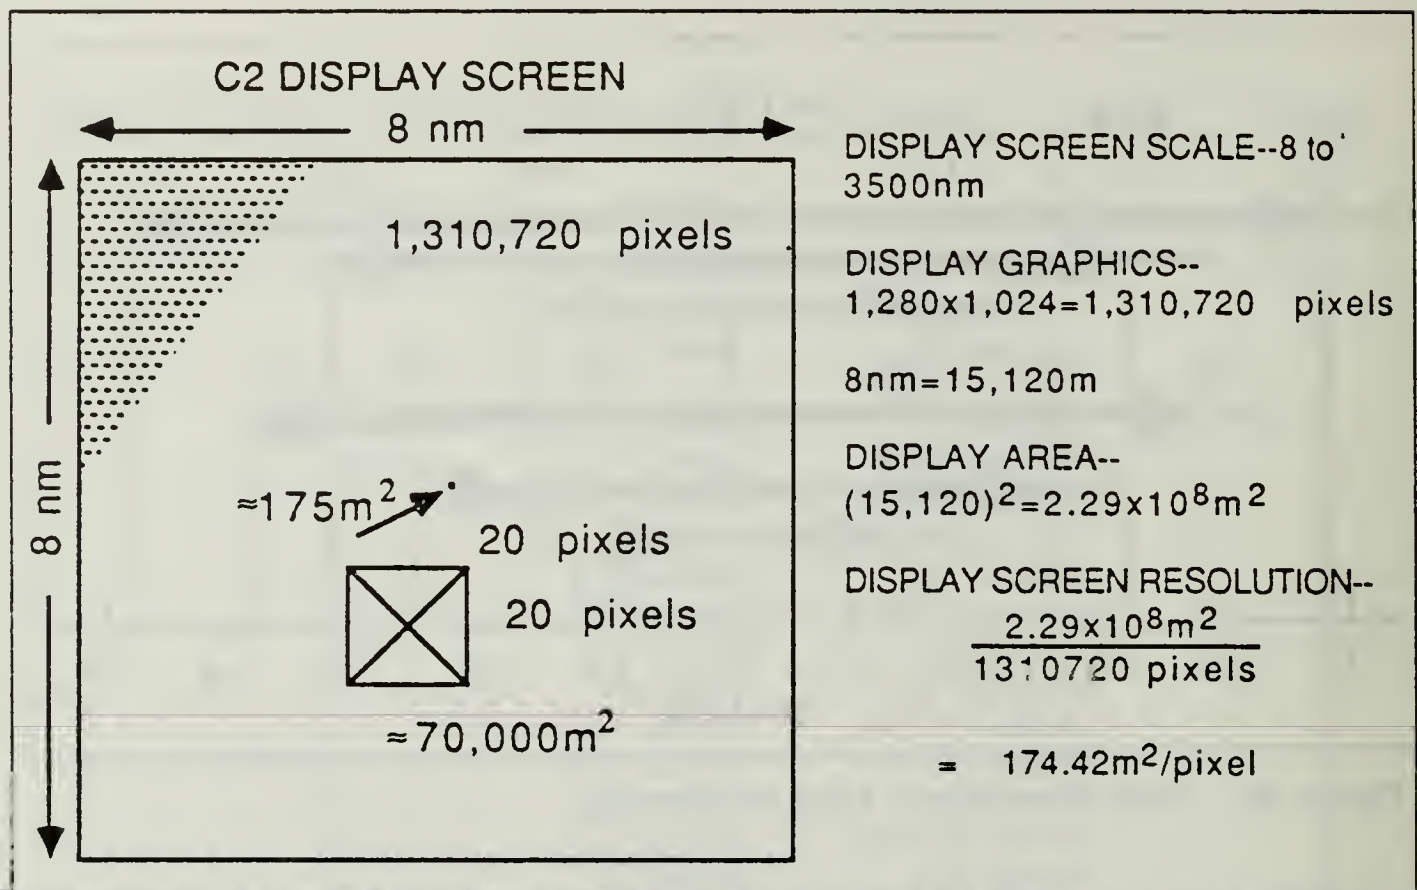 C2 DISPLAY SCREEN
8 nm
8 nm
1,310,720 pixels
≈175m²
20 pixels
20 pixels
≈70,000m²
DISPLAY SCREEN SCALE--8 to
3500nm
DISPLAY GRAPHICS--
1,280x1,024=1,310,720 pixels
8nm=15,120m
DISPLAY AREA--
(15,120)²=2.29x10⁸m²
DISPLAY SCREEN RESOLUTION--
2.29x10⁸m²
1310720 pixels
= 174.42m²/pixel